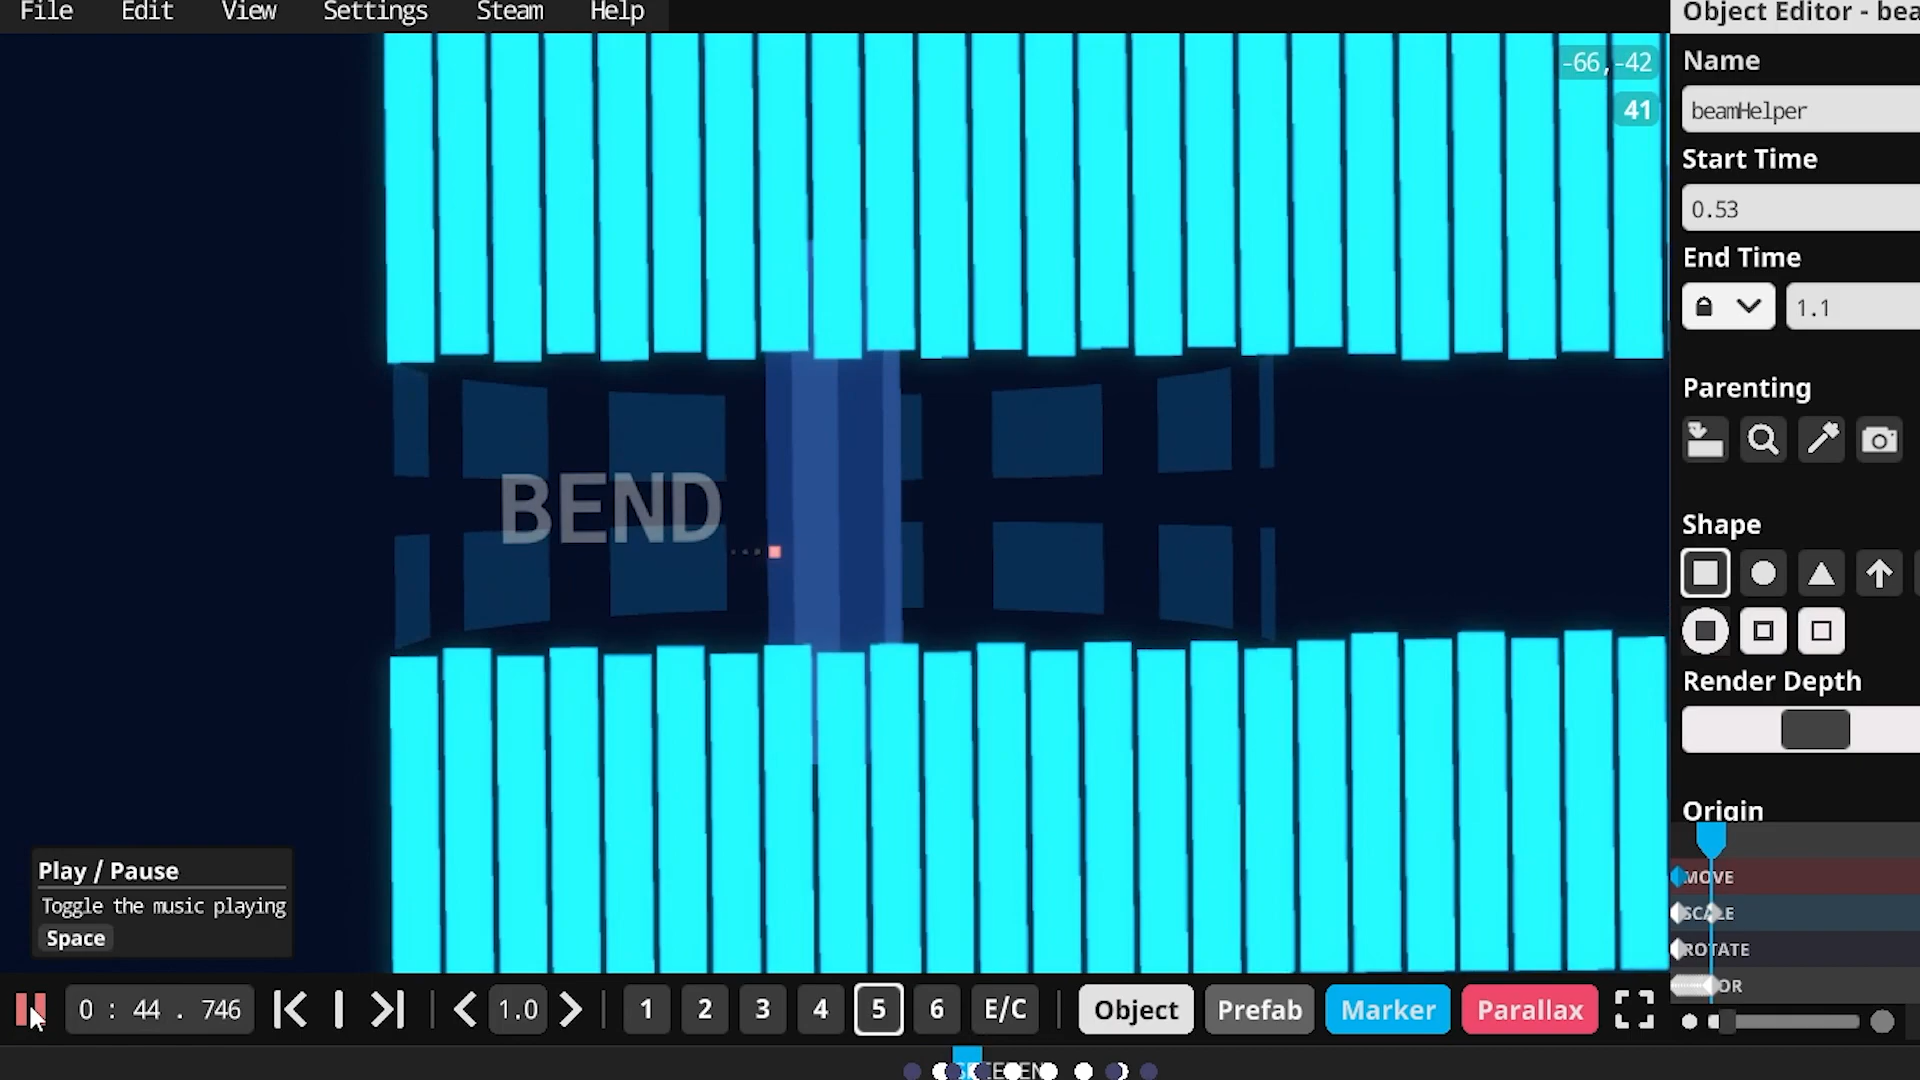 File Edit View Settings Steam Help
Object Editor - bea
-66,-42
41
Name
beamHelper
Start Time
0.53
End Time
1.1
Parenting
BEND
Shape
Render Depth
Origin
Play / Pause
Toggle the music playing
Space
MOVE
SCALE
ROTATE
OR
0 : 44 . 746
1.0
1 2 3 4 5 6 E/C
Object Prefab Marker Parallax